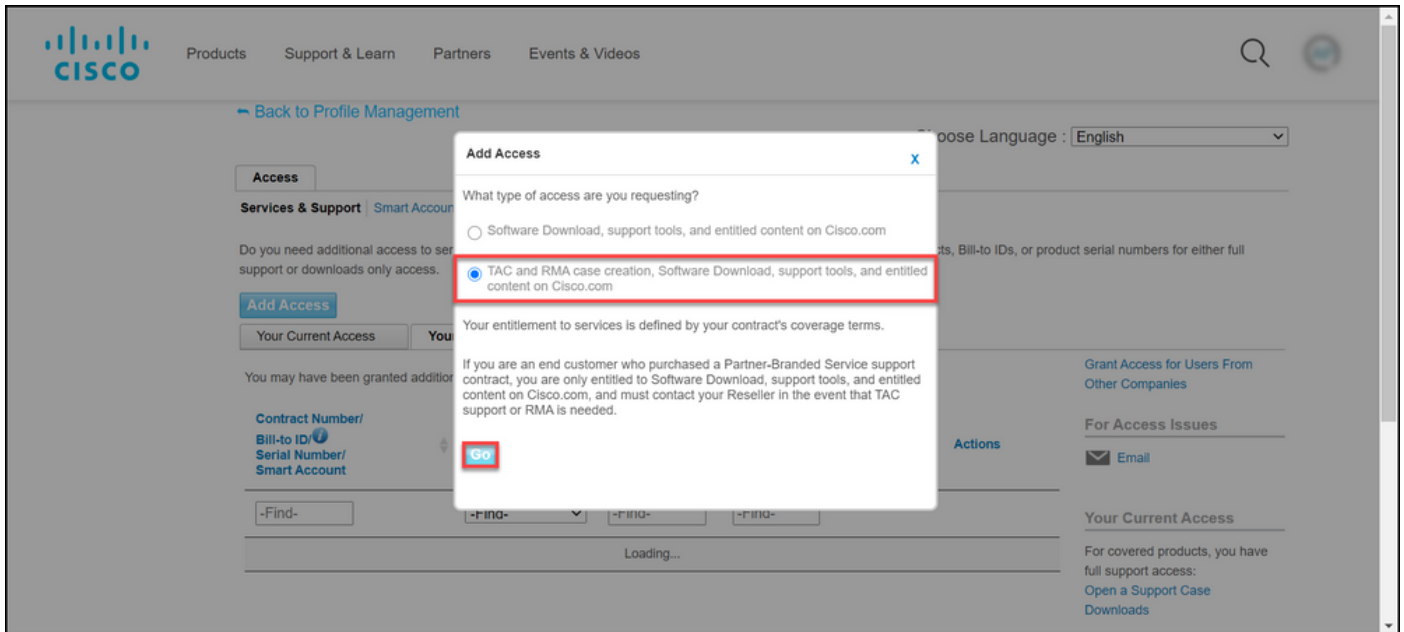 CISCO
Products Support & Learn Partners Events & Videos
Back to Profile Management
Choose Language : English
Access
Services & Support Smart Accoun
Do you need additional access to ser
cts, Bill-to IDs, or product serial numbers for either full
support or downloads only access.
Add Access
Your Current Access
You
You may have been granted addition
Contract Number/
Bill-to ID/
Serial Number/
Smart Account
Actions
-Find-
-Find-
-Find-
-Find-
Loading...
Add Access
X
What type of access are you requesting?
Software Download, support tools, and entitled content on Cisco.com
TAC and RMA case creation, Software Download, support tools, and entitled
content on Cisco.com
Your entitlement to services is defined by your contract's coverage terms.
If you are an end customer who purchased a Partner-Branded Service support
contract, you are only entitled to Software Download, support tools, and entitled
content on Cisco.com, and must contact your Reseller in the event that TAC
support or RMA is needed.
Go
Grant Access for Users From
Other Companies
For Access Issues
Email
Your Current Access
For covered products, you have
full support access:
Open a Support Case
Downloads